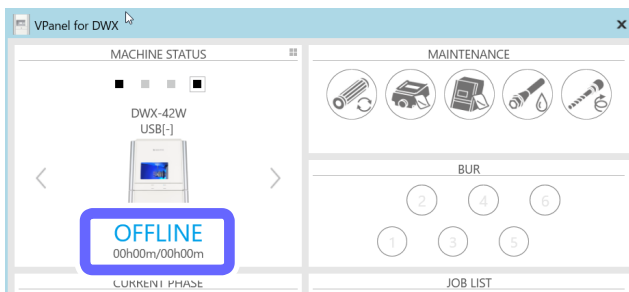 VPanel for DWX
MACHINE STATUS
DWX-42W
USB[-]
OFFLINE
00h00m/00h00m
CURRENT PHASE
MAINTENANCE
BUR
2 4 6
1 3 5
JOB LIST